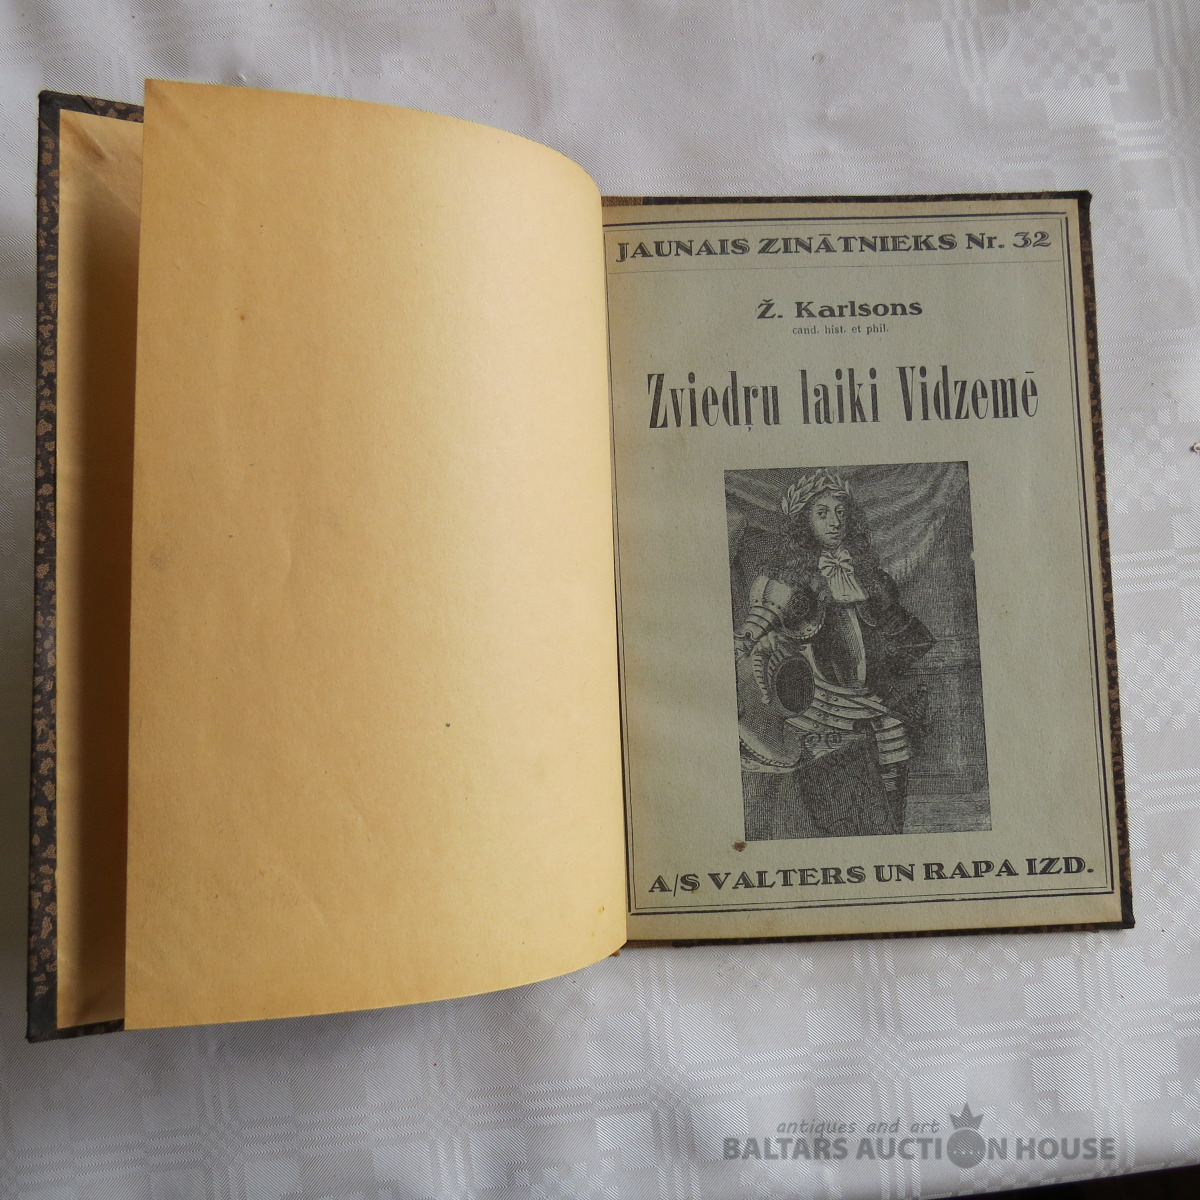 JAUNAIS ZINĀTNIEKS Nr. 32
Ž. Karlsons
cand. hist. et phil.
Zviedŗu laiki Vidzemē
A/S VALTERS UN RAPA IZD.
antiques and art
BALTARS AUCTION HOUSE